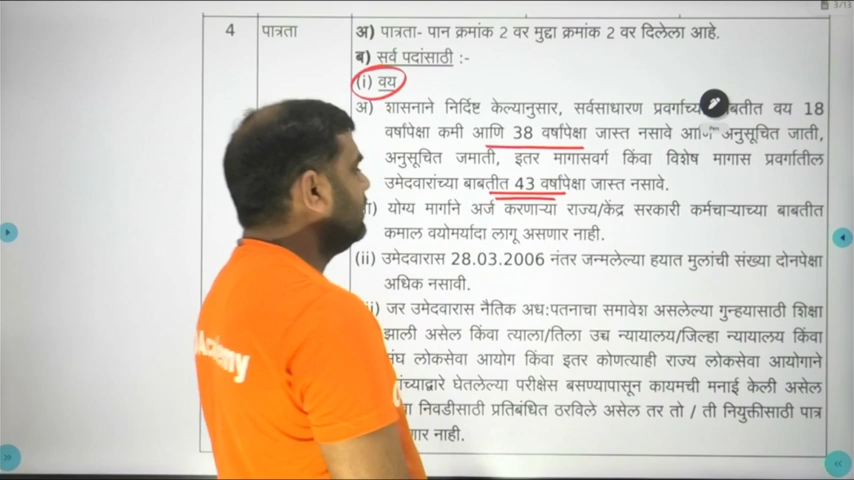 3/13
4 पात्रता अ) पात्रता- पान क्रमांक 2 वर मुद्दा क्रमांक 2 वर दिलेला आहे.
ब) सर्व पदांसाठी :-
(i) वय
अ) शासनाने निर्दिष्ट केल्यानुसार, सर्वसाधारण प्रवर्गाच्या बाबतीत वय 18
वर्षापेक्षा कमी आणि 38 वर्षापेक्षा जास्त नसावे आणि अनुसूचित जाती,
अनुसूचित जमाती, इतर मागासवर्ग किंवा विशेष मागास प्रवर्गातील
उमेदवारांच्या बाबतीत 43 वर्षापेक्षा जास्त नसावे.
योग्य मार्गाने अर्ज करणाऱ्या राज्य/केंद्र सरकारी कर्मचाऱ्याच्या बाबतीत
कमाल वयोमर्यादा लागू असणार नाही.
(ii) उमेदवारास 28.03.2006 नंतर जन्मलेल्या हयात मुलांची संख्या दोनपेक्षा
अधिक नसावी.
जर उमेदवारास नैतिक अध:पतनाचा समावेश असलेल्या गुन्हयासाठी शिक्षा
झाली असेल किंवा त्याला/तिला उच्च न्यायालय/जिल्हा न्यायालय किंवा
संघ लोकसेवा आयोग किंवा इतर कोणत्याही राज्य लोकसेवा आयोगाने
घेतलेल्या परीक्षेस बसण्यापासून कायमची मनाई केली असेल
निवडीसाठी प्रतिबंधित ठरविले असेल तर तो / ती नियुक्तीसाठी पात्र
नाही.
Academy